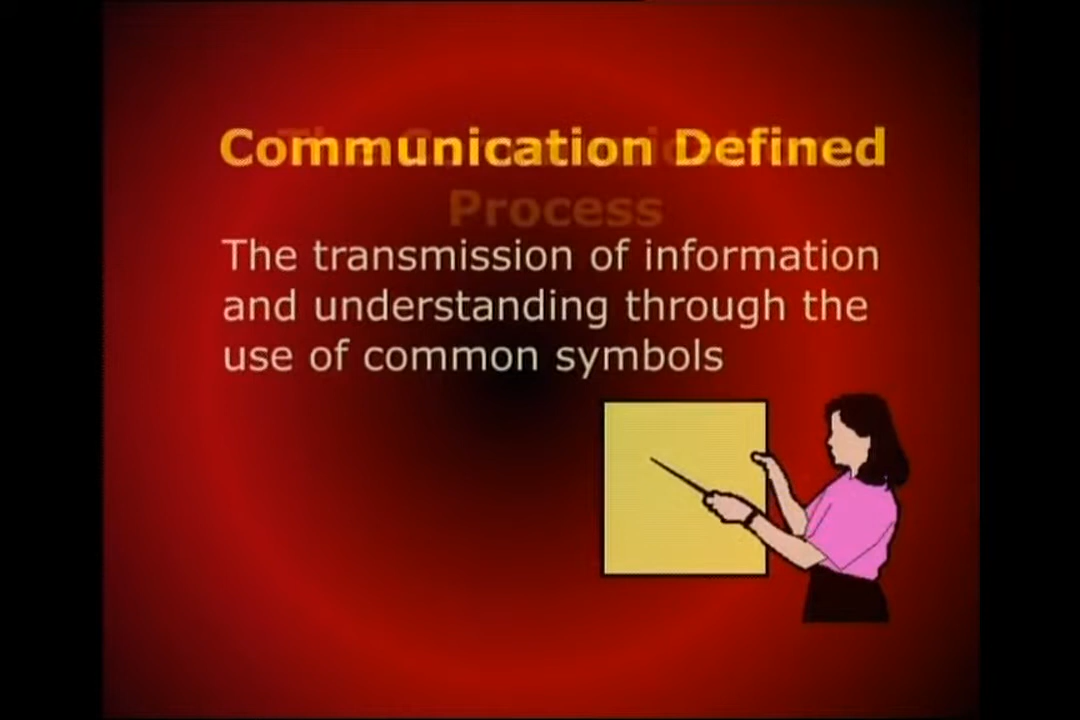 Communication Defined
Process
The transmission of information
and understanding through the
use of common symbols